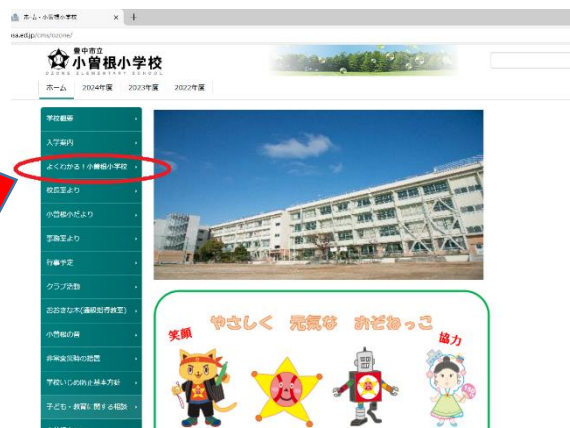 ホーム - 小曽根小学校
osa.ed.jp/cms/ozone/
豊中市立
小曽根小学校
OZONE ELEMENTARY SCHOOL
ホーム 2024年度 2023年度 2022年度
学校概要
入学案内
よくわかる！小曽根小学校
校長室より
小曽根小だより
事務室より
行事予定
クラブ活動
おおきな木(通級指導教室)
小曽根の音
非常変災時の措置
学校いじめ防止基本方針
子ども・教育に関する相談
やさしく 元気な おぞねっこ
笑顔
協力